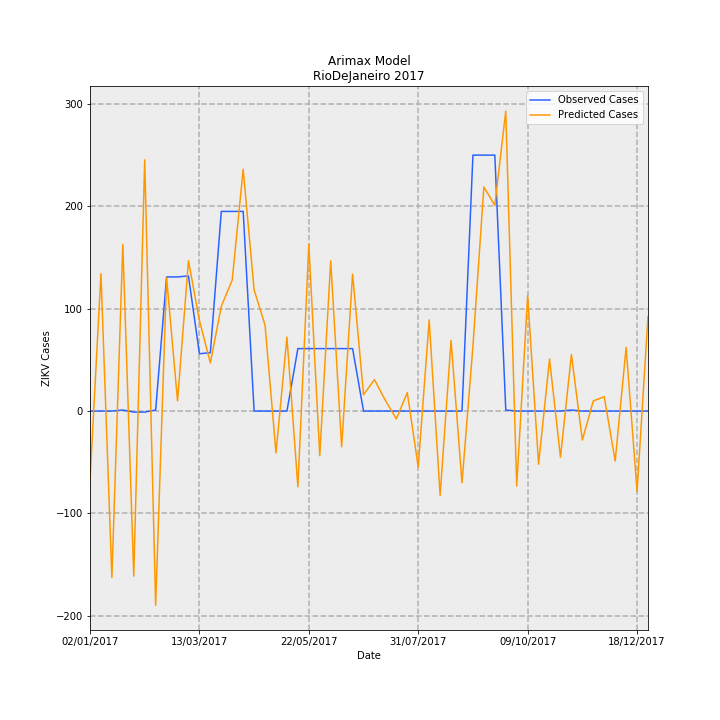 Arimax Model
RioDeJaneiro 2017
Observed Cases
Predicted Cases
300
200
100
0
−100
−200
ZIKV Cases
02/01/2017 13/03/2017 22/05/2017 31/07/2017 09/10/2017 18/12/2017
Date